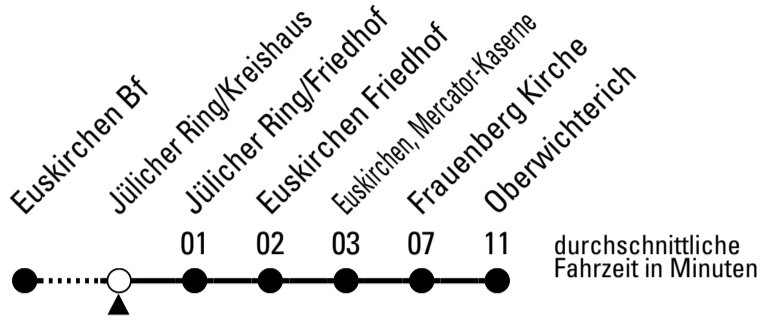 Euskirchen Bf
Jülicher Ring/Kreishaus
Jülicher Ring/Friedhof
Euskirchen Friedhof
Euskirchen, Mercator-Kaserne
Frauenberg Kirche
Oberwichterich
01 02 03 07 11
durchschnittliche
Fahrzeit in Minuten